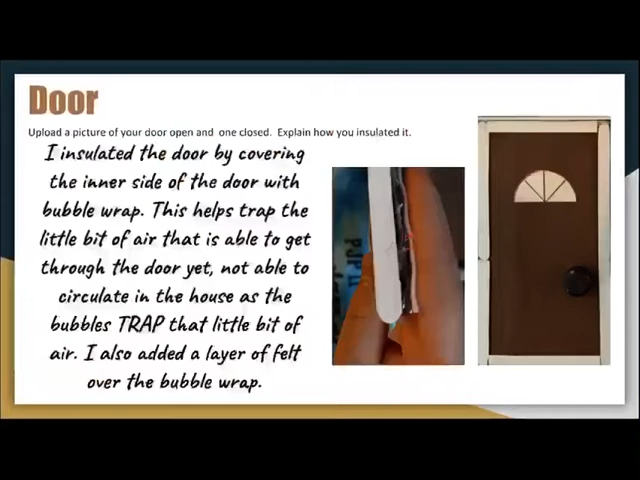 Door
Upload a picture of your door open and one closed. Explain how you insulated it.
I insulated the door by covering
the inner side of the door with
bubble wrap. This helps trap the
little bit of air that is able to get
through the door yet, not able to
circulate in the house as the
bubbles TRAP that little bit of
air. I also added a layer of felt
over the bubble wrap.